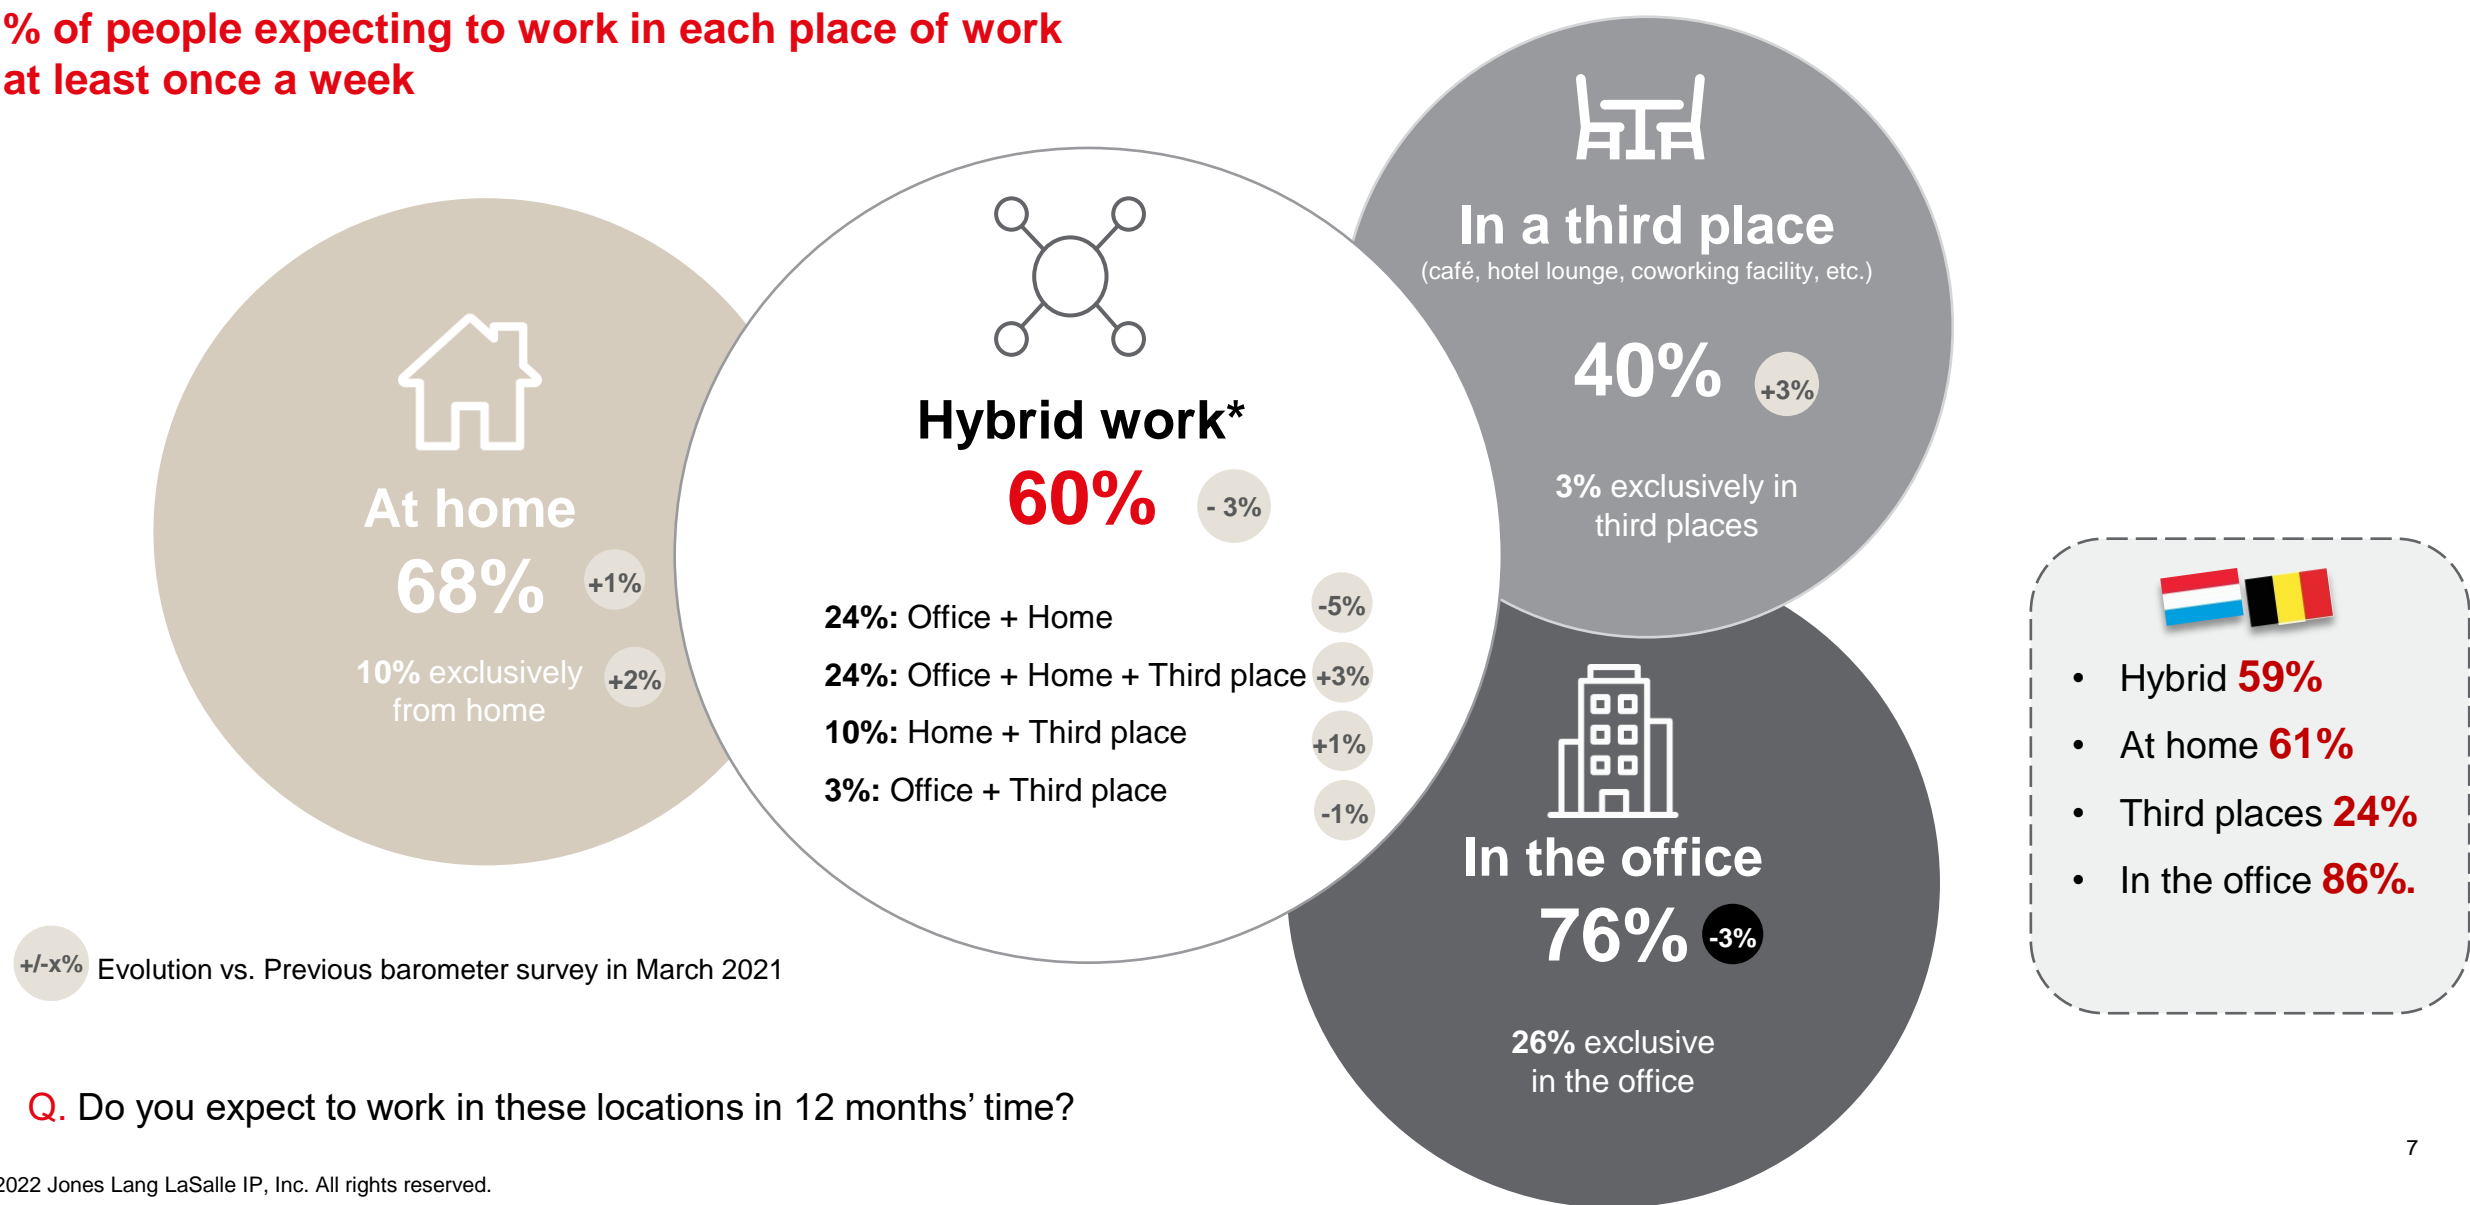 % of people expecting to work in each place of work
at least once a week
In a third place
(café, hotel lounge, coworking facility, etc.)
40%
+3%
3% exclusively in
third places
Hybrid work*
60%
- 3%
24%: Office + Home
-5%
24%: Office + Home + Third place
+3%
10%: Home + Third place
+1%
3%: Office + Third place
-1%
At home
68%
+1%
10% exclusively
from home
+2%
In the office
76%
-3%
26% exclusive
in the office
• Hybrid 59%
• At home 61%
• Third places 24%
• In the office 86%.
+/-x%
Evolution vs. Previous barometer survey in March 2021
Q. Do you expect to work in these locations in 12 months’ time?
7
2022 Jones Lang LaSalle IP, Inc. All rights reserved.